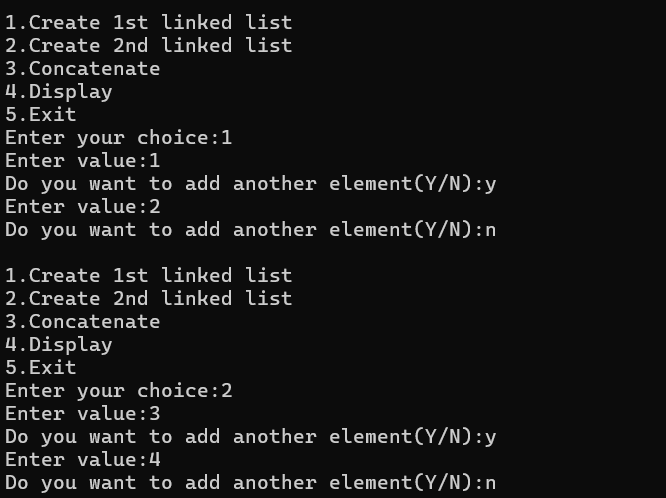 1.Create 1st linked list
2.Create 2nd linked list
3.Concatenate
4.Display
5.Exit
Enter your choice:1
Enter value:1
Do you want to add another element(Y/N):y
Enter value:2
Do you want to add another element(Y/N):n

1.Create 1st linked list
2.Create 2nd linked list
3.Concatenate
4.Display
5.Exit
Enter your choice:2
Enter value:3
Do you want to add another element(Y/N):y
Enter value:4
Do you want to add another element(Y/N):n